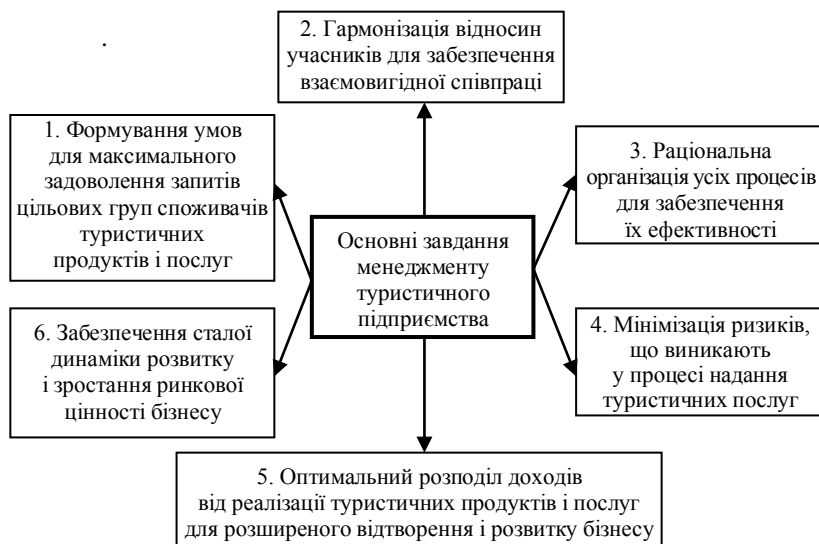 2. Гармонізація відносин
учасників для забезпечення
взаємовигідної співпраці
1. Формування умов
для максимального
задоволення запитів
цільових груп споживачів
туристичних
продуктів і послуг
3. Раціональна
організація усіх процесів
для забезпечення
їх ефективності
Основні завдання
менеджменту
туристичного
підприємства
6. Забезпечення сталої
динаміки розвитку
і зростання ринкової
цінності бізнесу
4. Мінімізація ризиків,
що виникають
у процесі надання
туристичних послуг
5. Оптимальний розподіл доходів
від реалізації туристичних продуктів і послуг
для розширеного відтворення і розвитку бізнесу